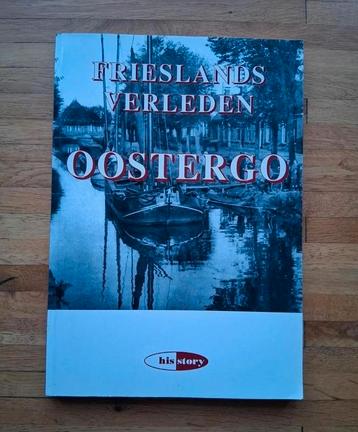 FRIESLANDS
VERLEDEN
OOSTERGO
his story